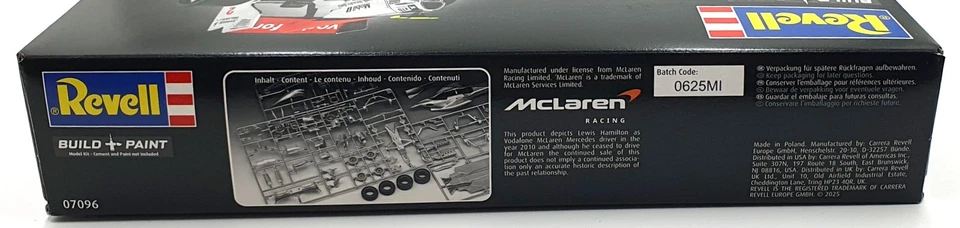 Mobil 1
Revell
Revell
BUILD + PAINT
Model Kit - Cement and Paint not included
07096
Inhalt - Content - Le contenu - Inhoud - Contenido - Contenuti
Manufactured under license from McLaren
Racing Limited. 'McLaren' is a trademark of
McLaren Services Limited.
McLaren
RACING
This product depicts Lewis Hamilton as
Vodafone McLaren Mercedes driver in the
year 2010 and although he ceased to drive
for McLaren the continued sale of this
product does not imply a continued associa-
tion only an accurate historic description of
the past relationship.
Batch Code:
0625MI
Verpackung für spätere Rückfragen aufbewahren.
Keep packaging for later questions.
Conserver l'emballage pour références ultérieures.
Bewaar de verpakking voor eventuele vragen.
Guardar el embalaje para futuras consultas.
Conservare l'imballaggio per richieste future.
Made in Poland. Manufactured by: Carrera Revell
Europe GmbH, Henschelstr. 20-30, D-32257 Bünde.
Distributed in USA by: Carrera Revell of Americas Inc.,
Suite 307N, 197 Route 18 South, East Brunswick,
NJ 08816, USA. Distributed in UK by: Carrera Revell
UK Ltd., Unit 10, Old Airfield Industrial Estate,
Cheddington Lane, Tring HP23 4QR, UK.
REVELL IS THE REGISTERED TRADEMARK OF CARRERA
REVELL EUROPE GMBH. © 2025